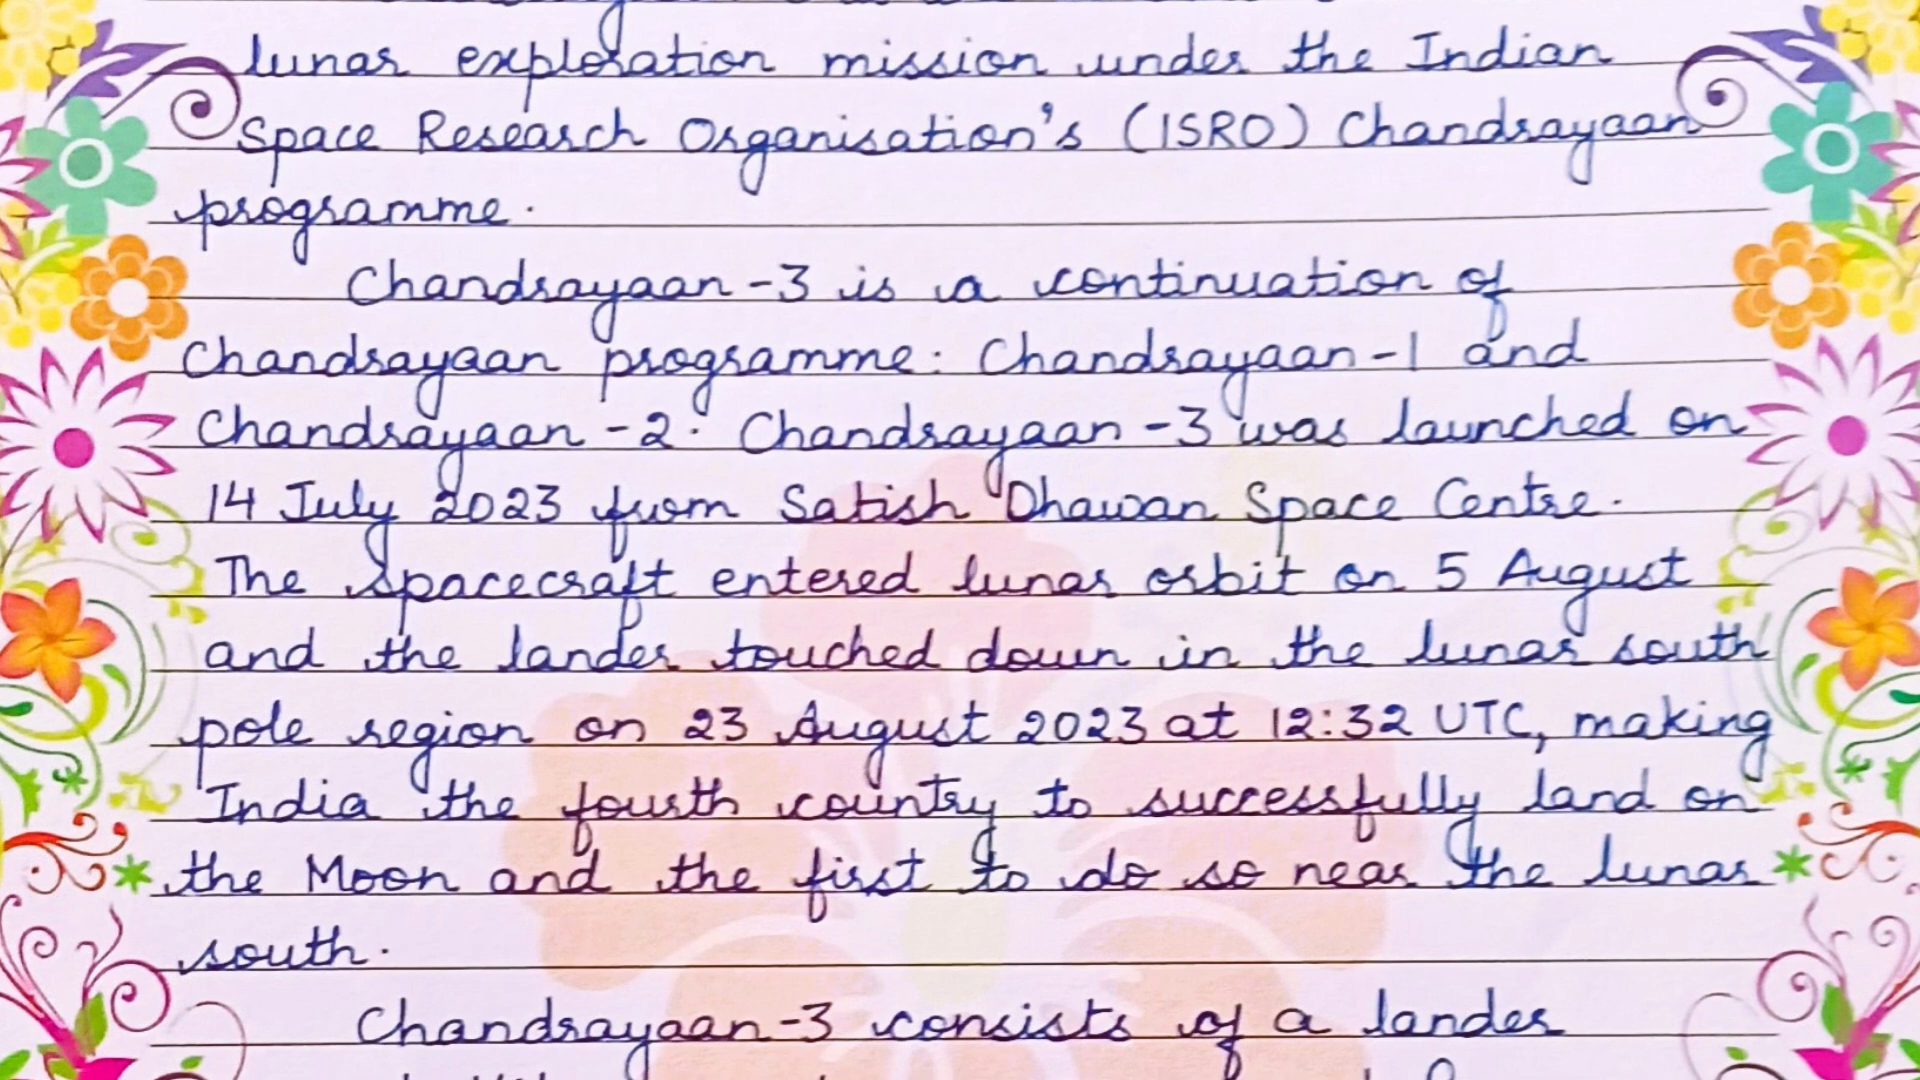 lunar exploration mission under the Indian
Space Research Organisation's (ISRO) Chandrayaan
programme.
Chandrayaan-3 is a continuation of
Chandrayaan programme: Chandrayaan-1 and
Chandrayaan-2. Chandrayaan-3 was launched on
14 July 2023 from Satish Dhawan Space Centre.
The spacecraft entered lunar orbit on 5 August
and the lander touched down in the lunar south
pole region on 23 August 2023 at 12:32 UTC, making
India the fourth country to successfully land on
the Moon and the first to do so near the lunar
south.
Chandrayaan-3 consists of a lander